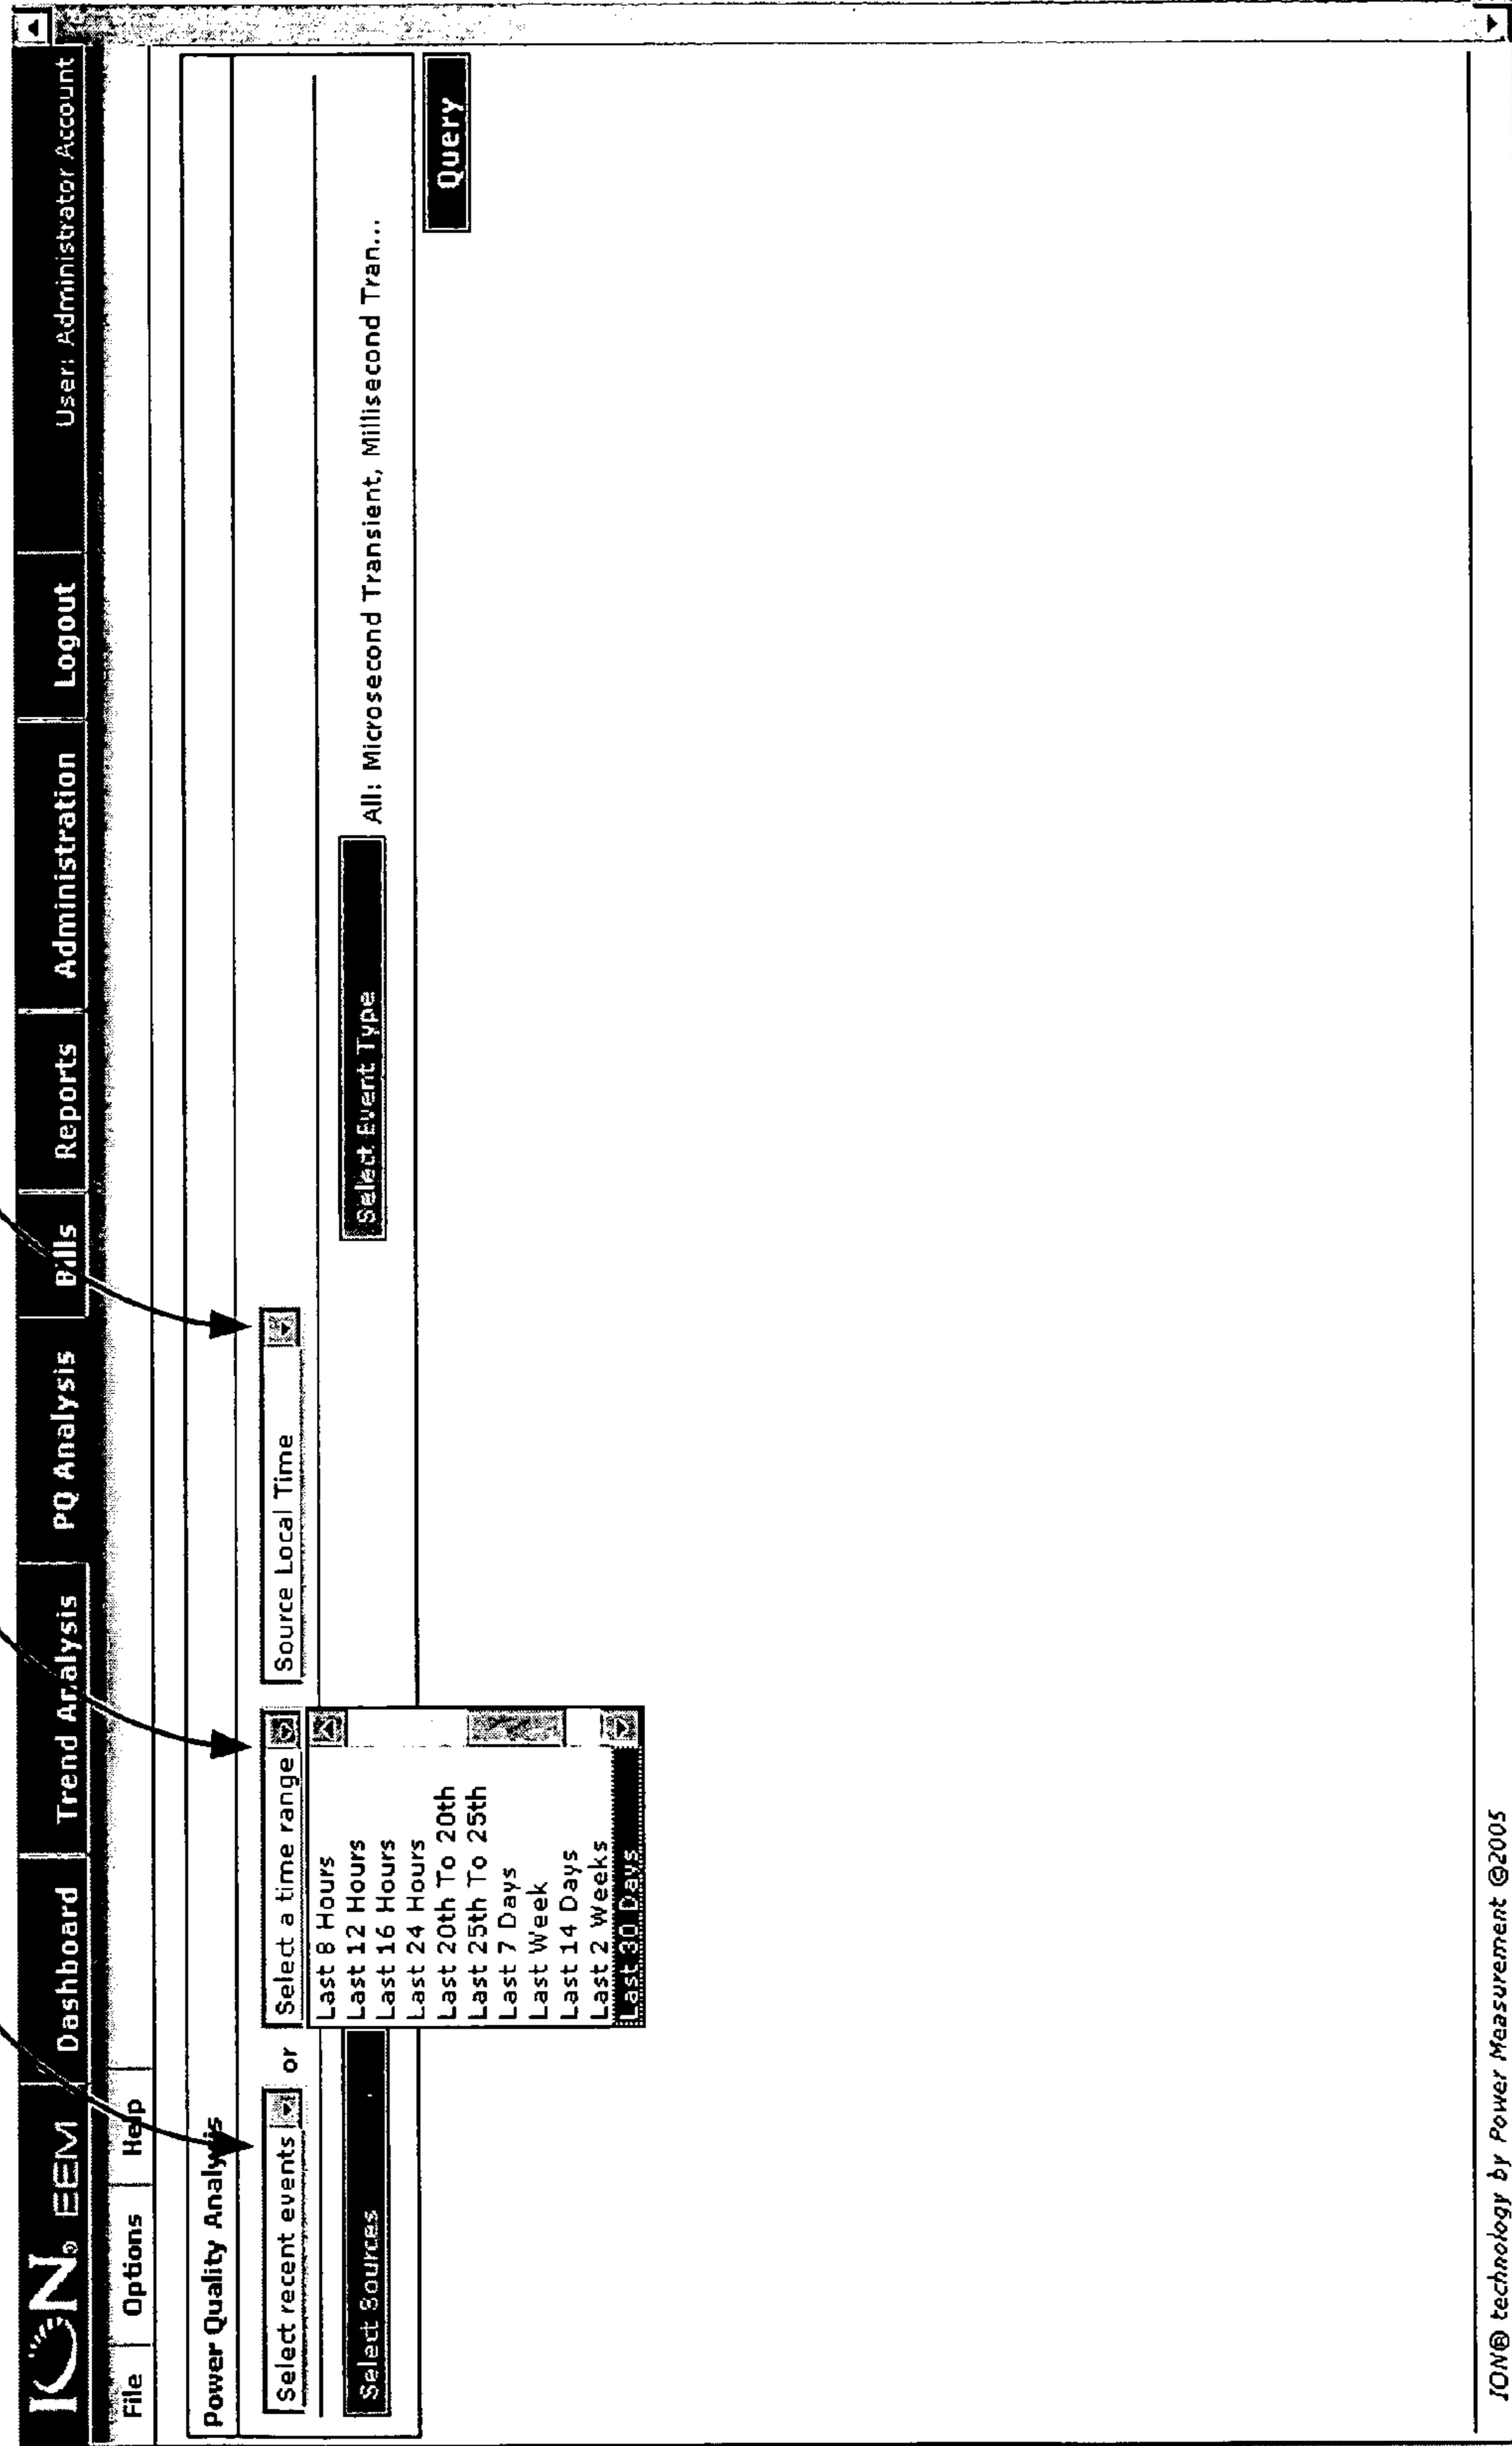 ION® EEM Dashboard Trend Analysis PQ Analysis Bills Reports Administration Logout User: Administrator Account
File Options Help
Power Quality Analysis
Select recent events or Select a time range Source Local Time
Last 8 Hours
Last 12 Hours
Last 16 Hours
Last 24 Hours
Last 20th To 20th
Last 25th To 25th
Last 7 Days
Last Week
Last 14 Days
Last 2 Weeks
Last 30 Days
Select Sources Select Event Type All: Microsecond Transient, Millisecond Tran...
Query
ION® technology by Power Measurement ©2005